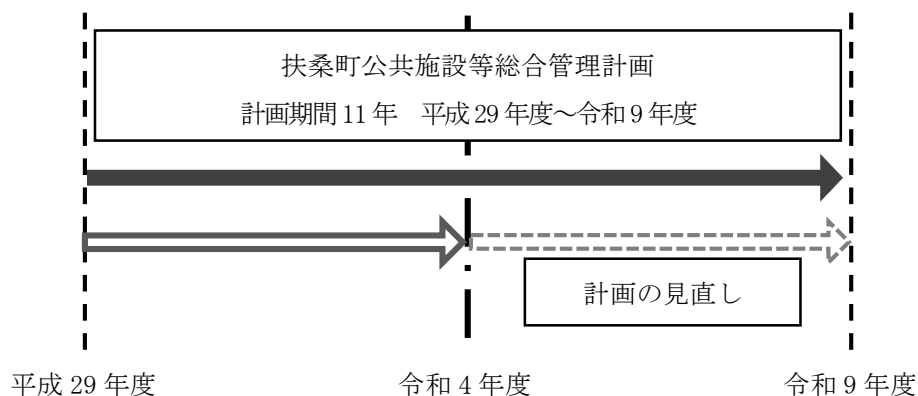 扶桑町公共施設等総合管理計画
計画期間 11 年　平成 29 年度～令和 9 年度
計画の見直し
平成 29 年度
令和 4 年度
令和 9 年度